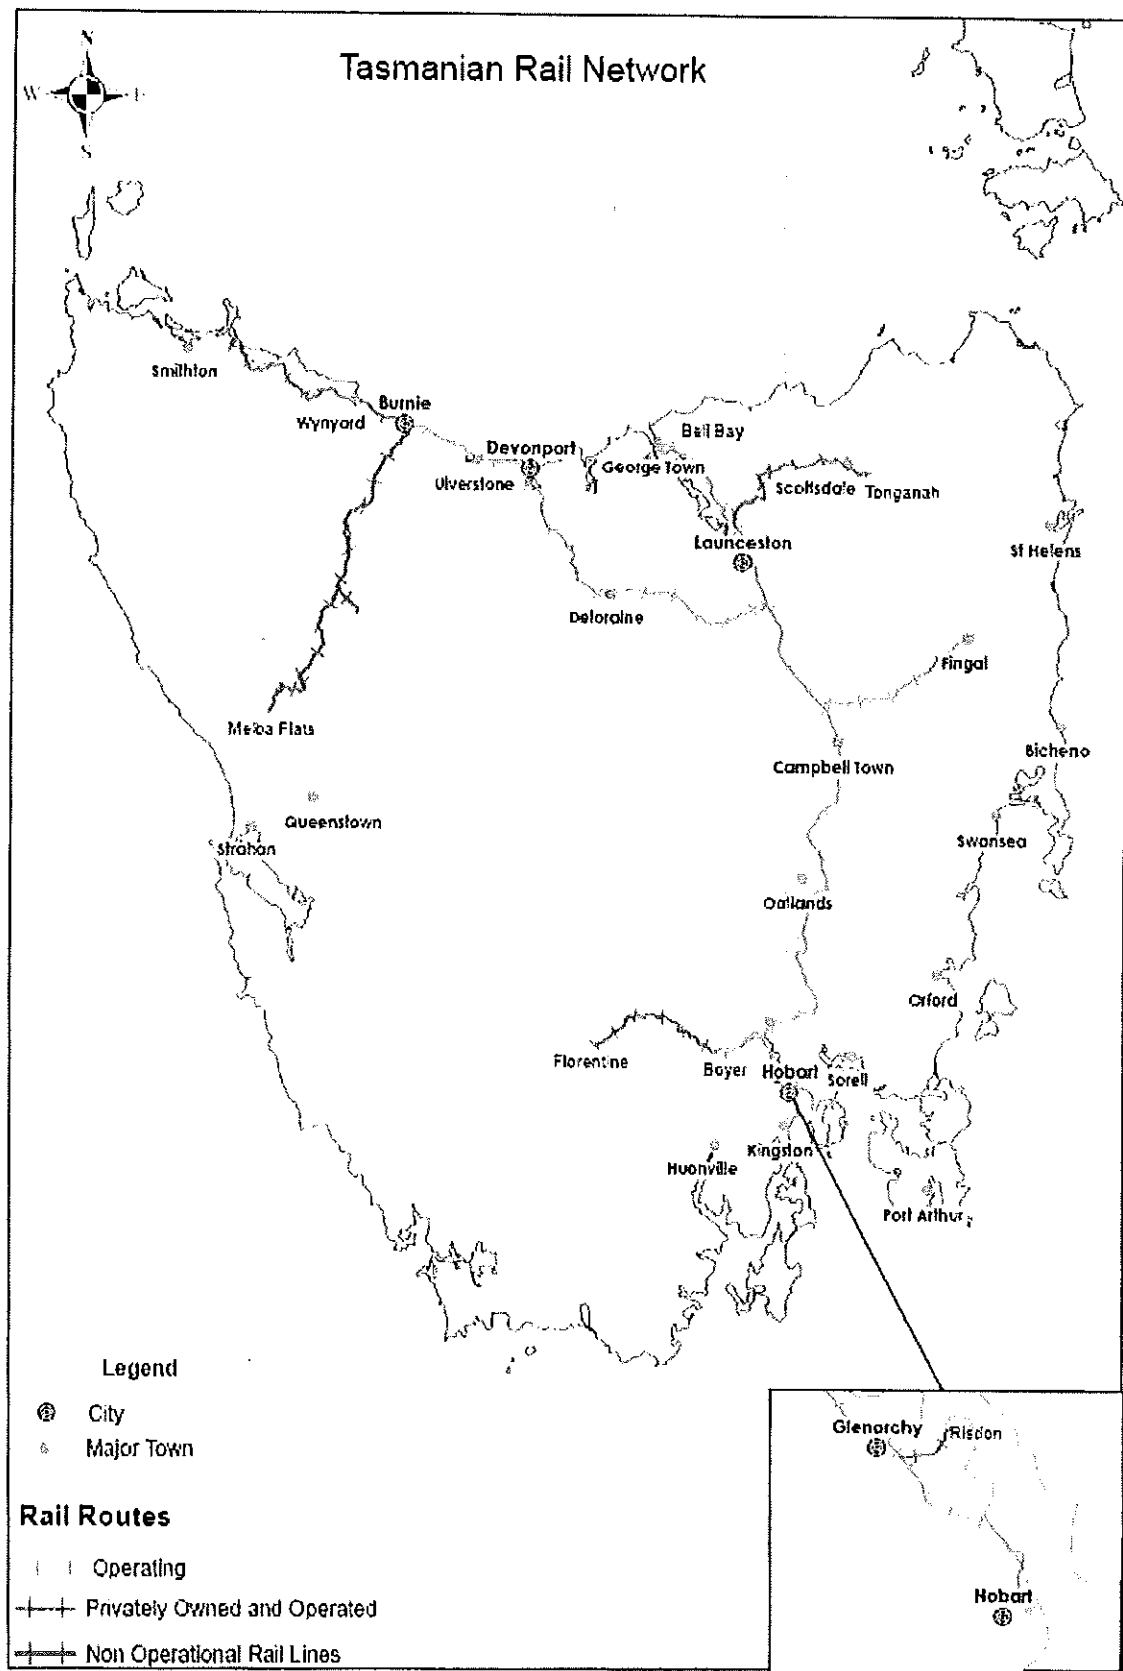 Tasmanian Rail Network
N
W
S
Smithton
Wynyard
Burnie
Devonport
Ulverstone
Bell Bay
George Town
Scottsdale
Tonganah
Launceston
St Helens
Deloraine
Fingal
Melba Flats
Campbell Town
Bicheno
Queenstown
Strahan
Swansea
Oatlands
Orford
Florentine
Boyer
Hobart
Sorell
Kingston
Huonville
Port Arthur
Legend
City
Major Town
Rail Routes
Operating
Privately Owned and Operated
Non Operational Rail Lines
Glenorchy
Risdon
Hobart